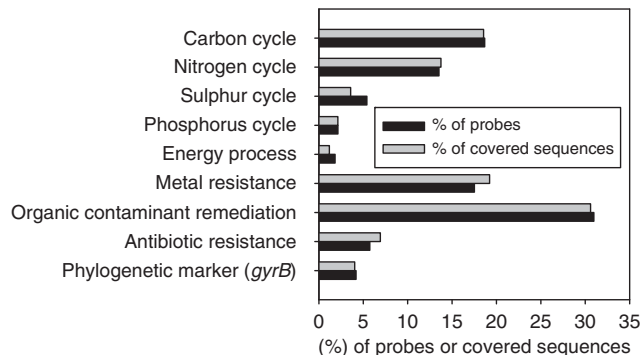 Carbon cycle
Nitrogen cycle
Sulphur cycle
Phosphorus cycle
Energy process
Metal resistance
Organic contaminant remediation
Antibiotic resistance
Phylogenetic marker (gyrB)
% of probes
% of covered sequences
0 5 10 15 20 25 30 35
(%) of probes or covered sequences